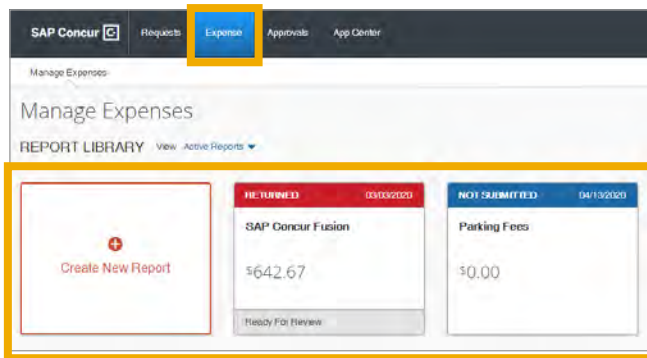 SAP Concur C Requests Expense Approvals App Center
Manage Expenses
Manage Expenses
REPORT LIBRARY View Active Reports
RETURNED 03/03/2020
NOT SUBMITTED 04/13/2020
SAP Concur Fusion
Parking Fees
Create New Report
$642.67
$0.00
Ready For Review